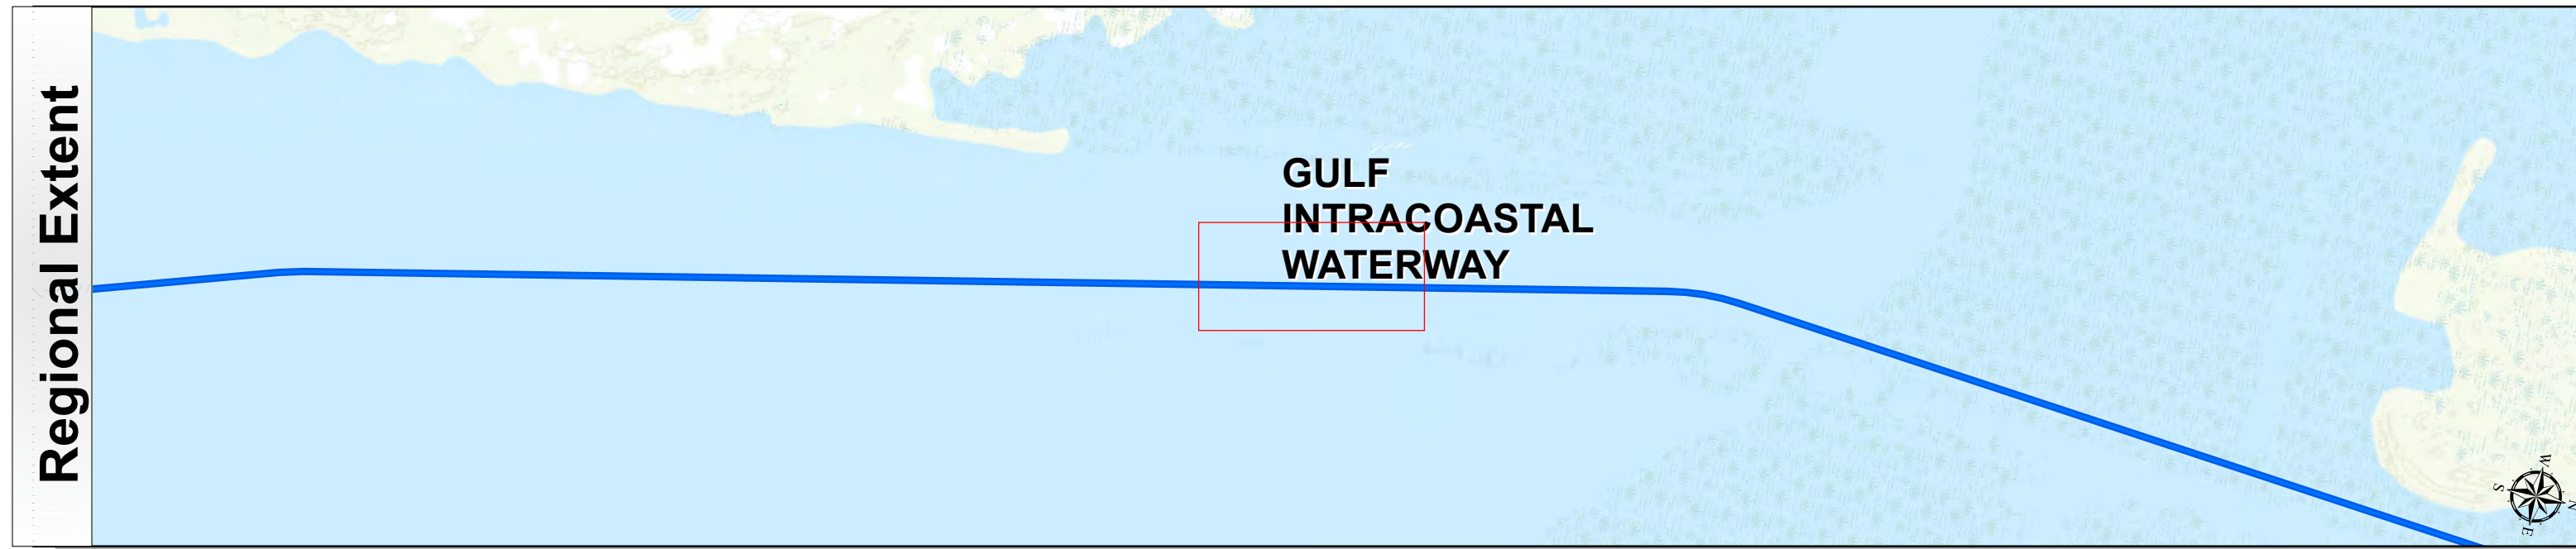 Regional Extent
GULF
INTRACOASTAL
WATERWAY
W
S
N
E